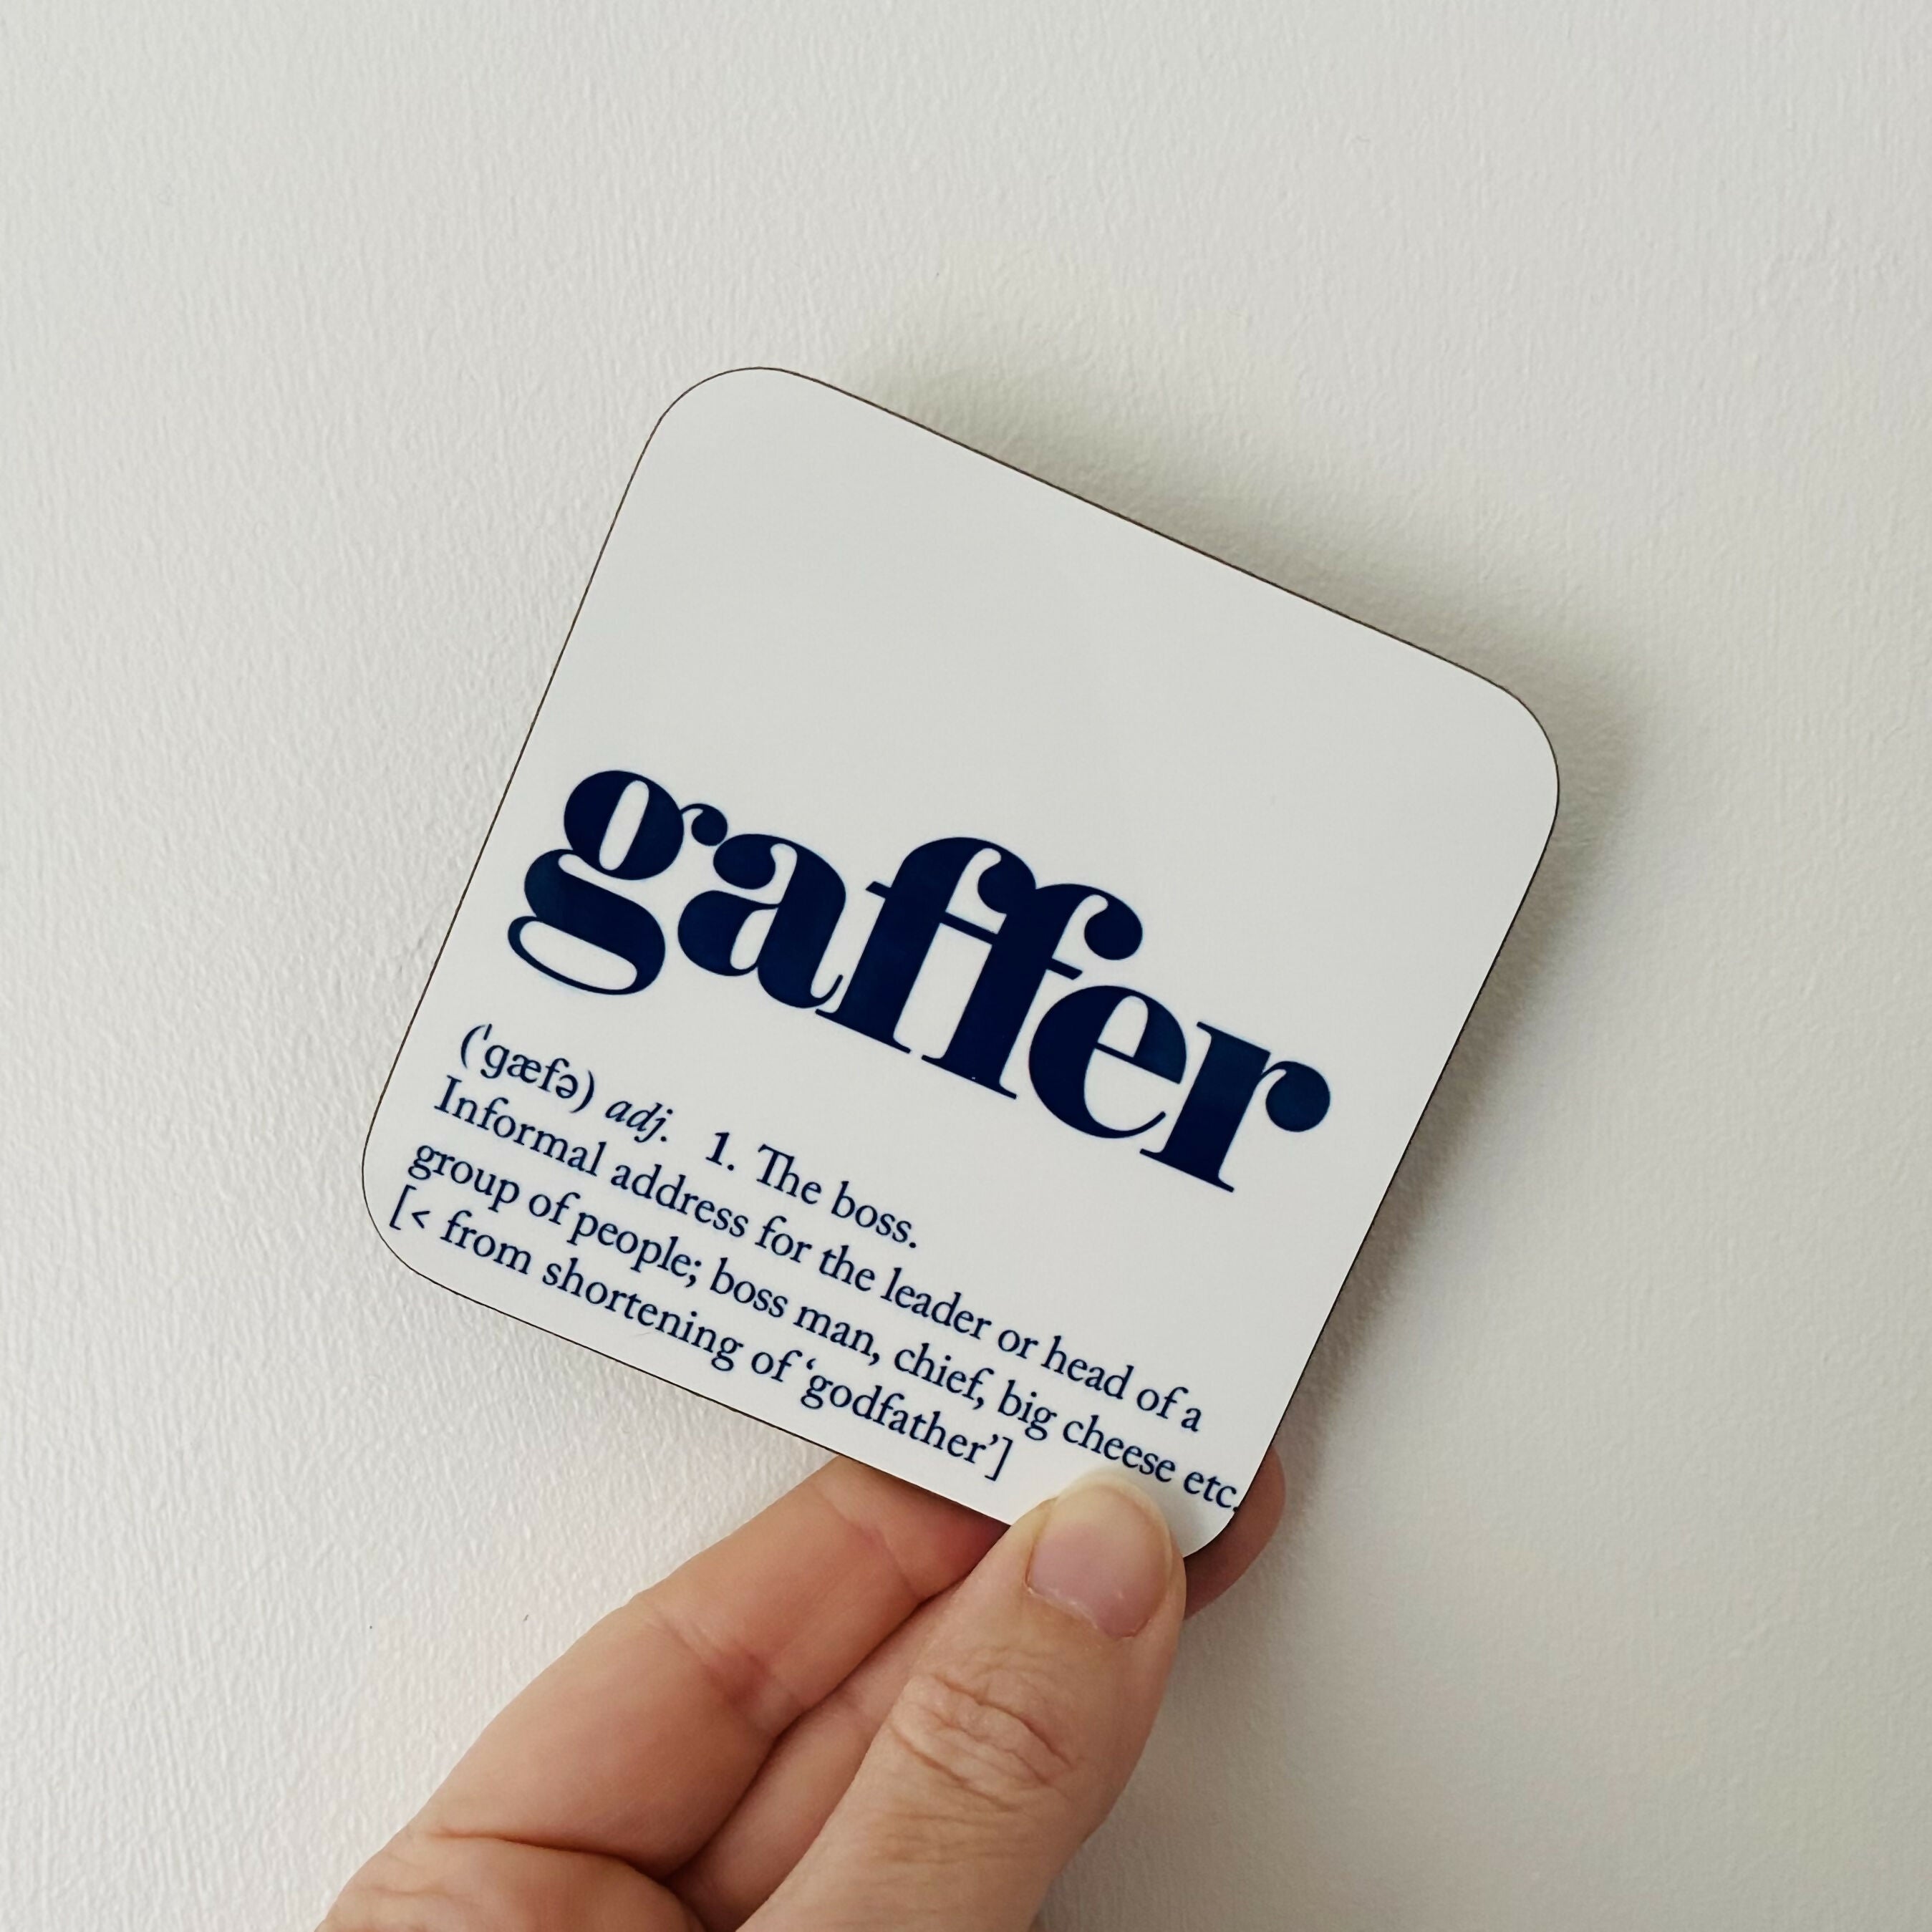 gaffer
(ˈgæfə) adj. 1. The boss.
Informal address for the leader or head of a
group of people; boss man, chief, big cheese etc.
[< from shortening of ‘godfather’]